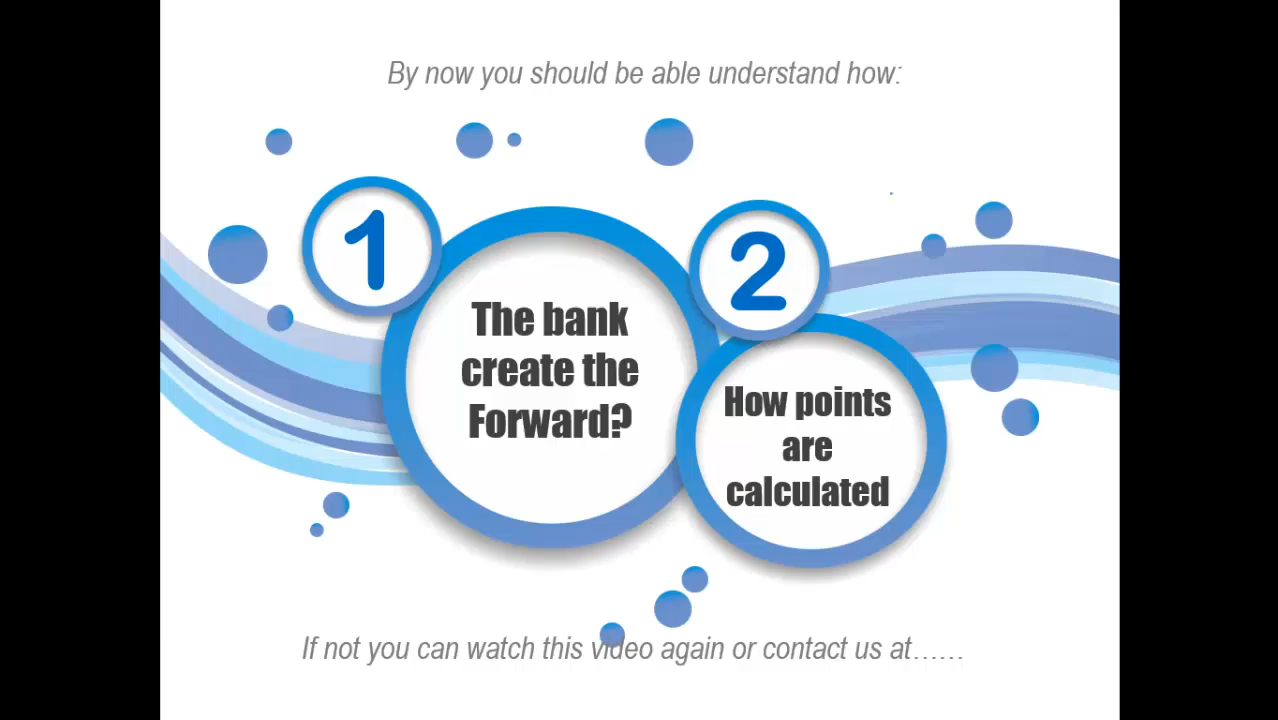 By now you should be able understand how:
1
The bank
create the
Forward?
2
How points
are
calculated
If not you can watch this video again or contact us at……